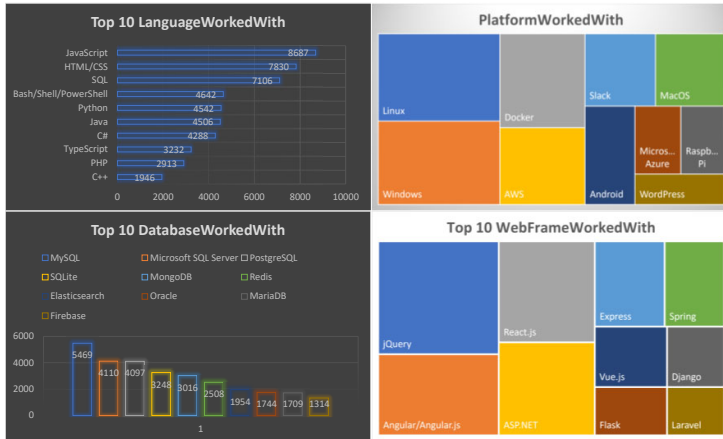 Top 10 LanguageWorkedWith
JavaScript 8687
HTML/CSS 7830
SQL 7106
Bash/Shell/PowerShell 4642
Python 4542
Java 4506
C# 4288
TypeScript 3232
PHP 2913
C++ 1946
0 2000 4000 6000 8000 10000
PlatformWorkedWith
Linux
Windows
Docker
AWS
Slack
MacOS
Android
Micros...
Azure
Raspb...
Pi
WordPress
Top 10 DatabaseWorkedWith
MySQL Microsoft SQL Server PostgreSQL
SQLite MongoDB Redis
Elasticsearch Oracle MariaDB
Firebase
6000
4000
2000
0
5469 4110 4097 3248 3016 2508 1954 1744 1709 1314
1
Top 10 WebFrameWorkedWith
jQuery
Angular/Angular.js
React.js
ASP.NET
Express
Spring
Vue.js
Django
Flask
Laravel